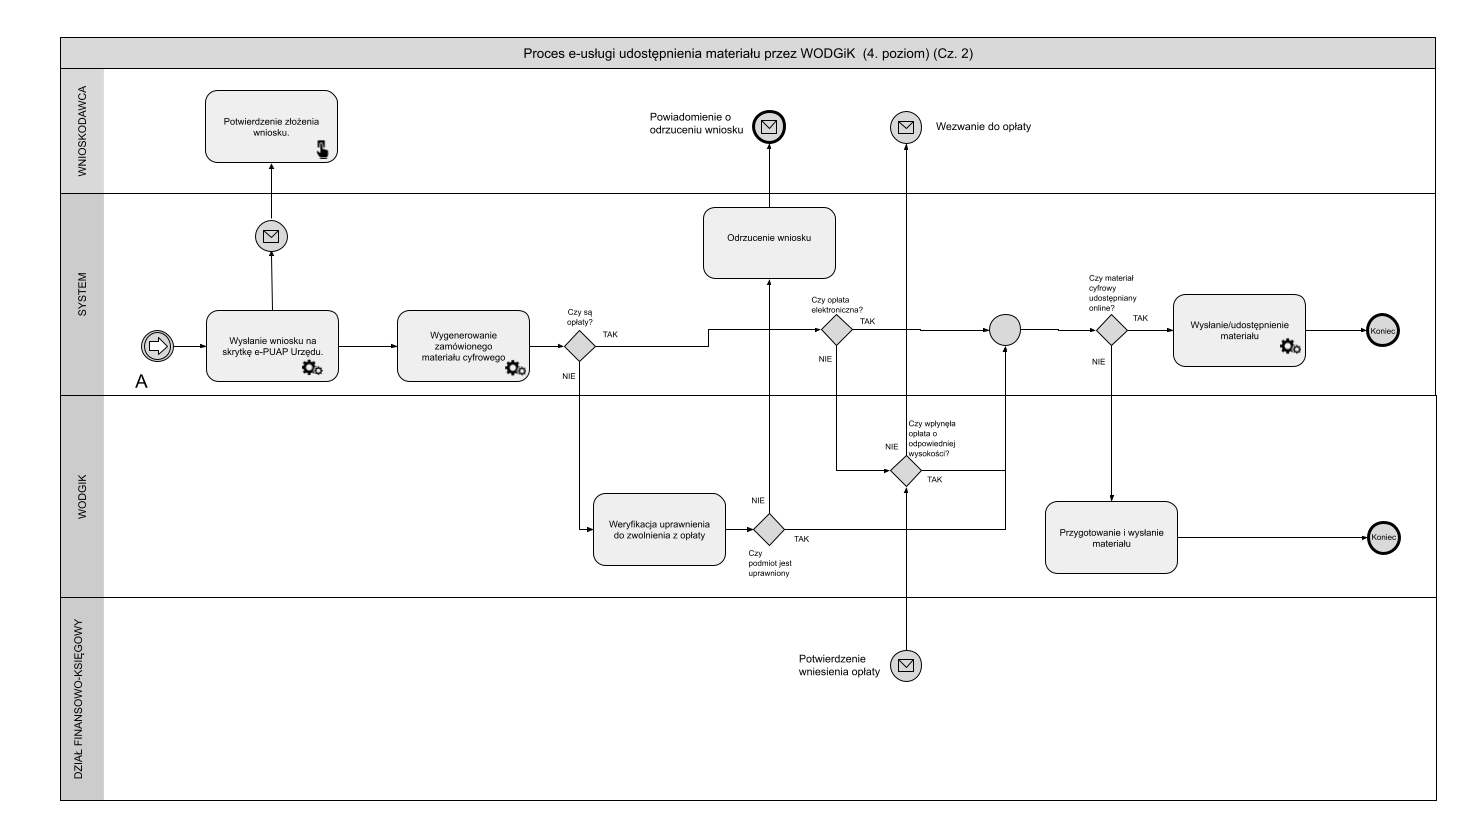 Proces e-usługi udostępnienia materiału przez WODGiK (4. poziom) (Cz. 2)
WNIOSKODAWCA
Potwierdzenie złożenia
wniosku.
Powiadomienie o
odrzuceniu wniosku
Wezwanie do opłaty
SYSTEM
A
Wysłanie wniosku na
skrytkę e-PUAP Urzędu.
Wygenerowanie
zamówionego
materiału cyfrowego
Czy są
opłaty?
TAK
NIE
Odrzucenie wniosku
Czy opłata
elektroniczna?
TAK
NIE
Czy materiał
cyfrowy
udostępniany
online?
TAK
NIE
Wysłanie/udostępnienie
materiału
Koniec
WODGIK
Weryfikacja uprawnienia
do zwolnienia z opłaty
NIE
TAK
Czy
podmiot jest
uprawniony
Czy wpłynęła
opłata o
odpowiedniej
wysokości?
NIE
TAK
Przygotowanie i wysłanie
materiału
Koniec
DZIAŁ FINANSOWO-KSIĘGOWY
Potwierdzenie
wniesienia opłaty